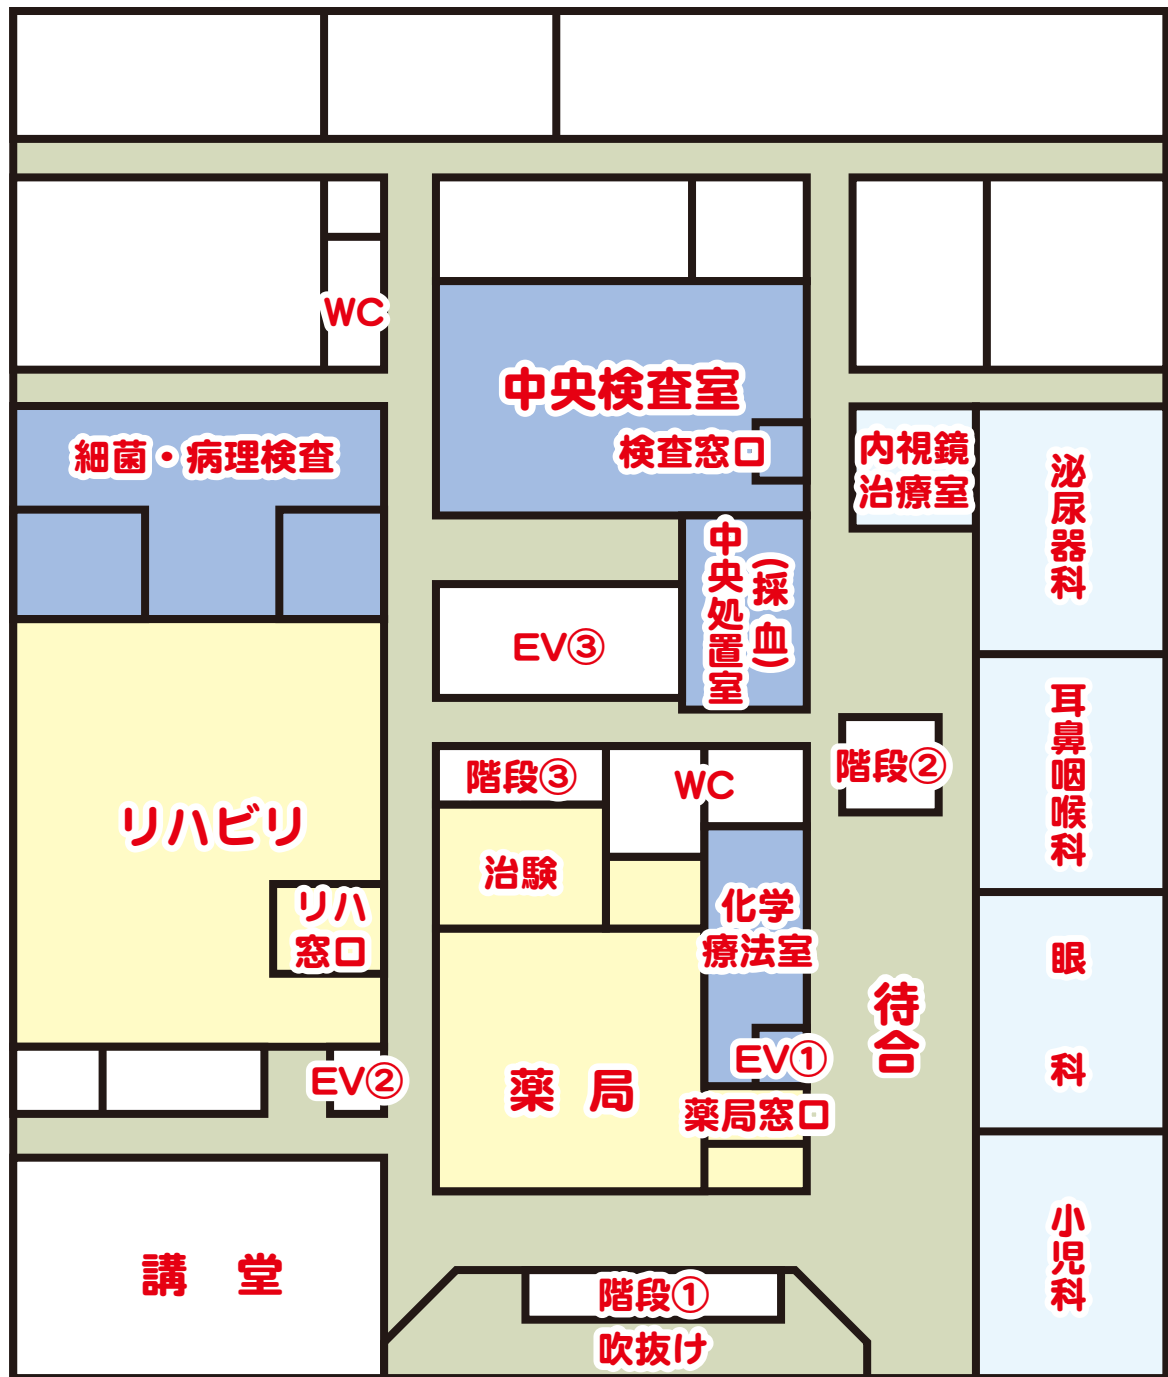 WC
中央検査室
検査窓口
細菌・病理検査
内視鏡
治療室
泌尿器科
中央処置室
(採血)
EV③
耳鼻咽喉科
階段③
WC
階段②
リハビリ
治験
リハ
窓口
化学
療法室
眼科
待合
EV②
薬局
EV①
薬局窓口
小児科
講堂
階段①
吹抜け